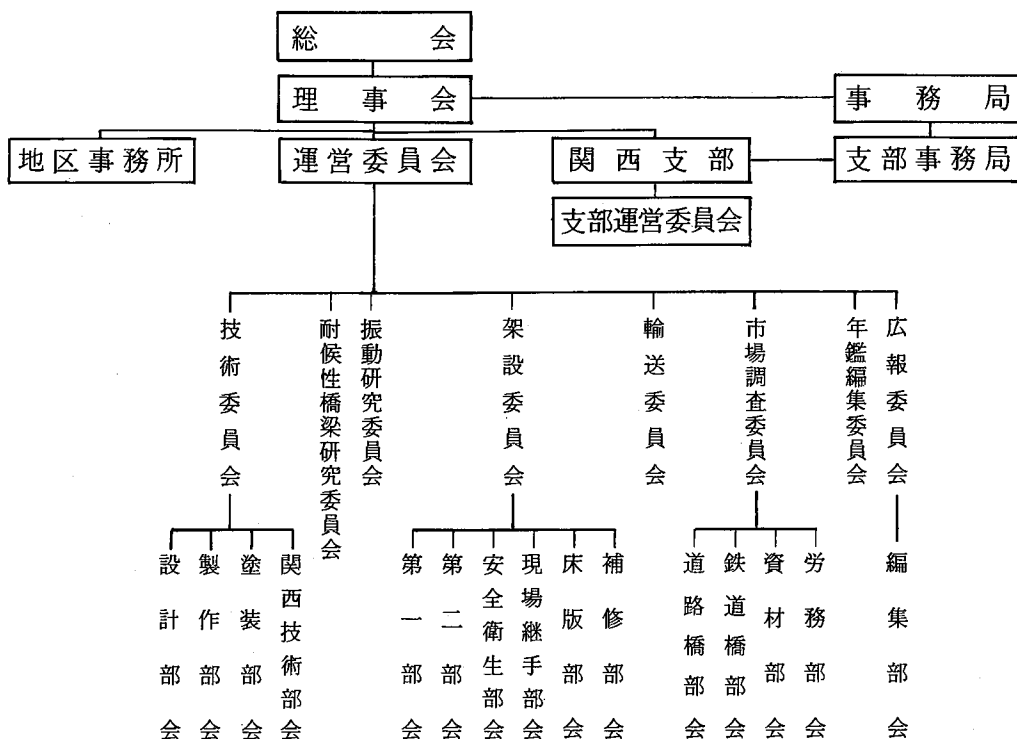 組織図
総会
理事会
事務局
地区事務所
運営委員会
関西支部
支部事務局
支部運営委員会
技術委員会
耐候性橋梁研究委員会
振動研究委員会
架設委員会
輸送委員会
市場調査委員会
年鑑編集委員会
広報委員会
設計部会
製作部会
塗装部会
関西技術部会
第一部会
第二部会
安全衛生部会
現場継手部会
床版部会
補修部会
道路橋部会
鉄道橋部会
資材部会
労務部会
編集部会